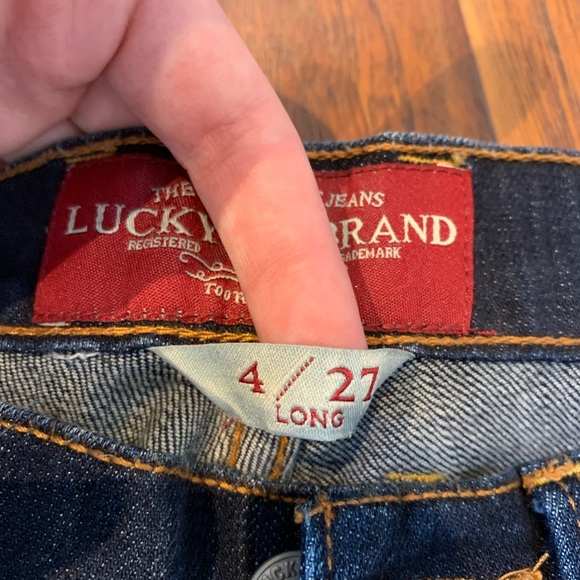 THE JEANS
LUCKY BRAND
REGISTERED TRADEMARK
4 / 27
LONG